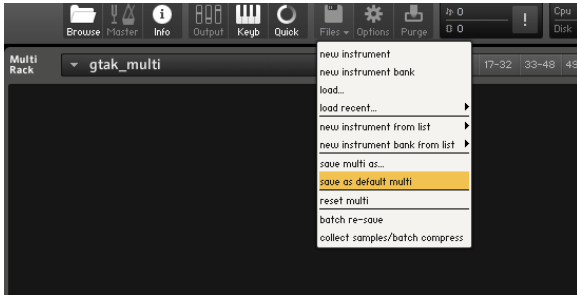 Browse Master Info Output Keyb Quick Files Options Purge 0 0 ! Cpu Disk
Multi Rack
gtak_multi
17-32 33-48 49
new instrument
new instrument bank
load...
load recent...
new instrument from list
new instrument bank from list
save multi as...
save as default multi
reset multi
batch re-save
collect samples/batch compress